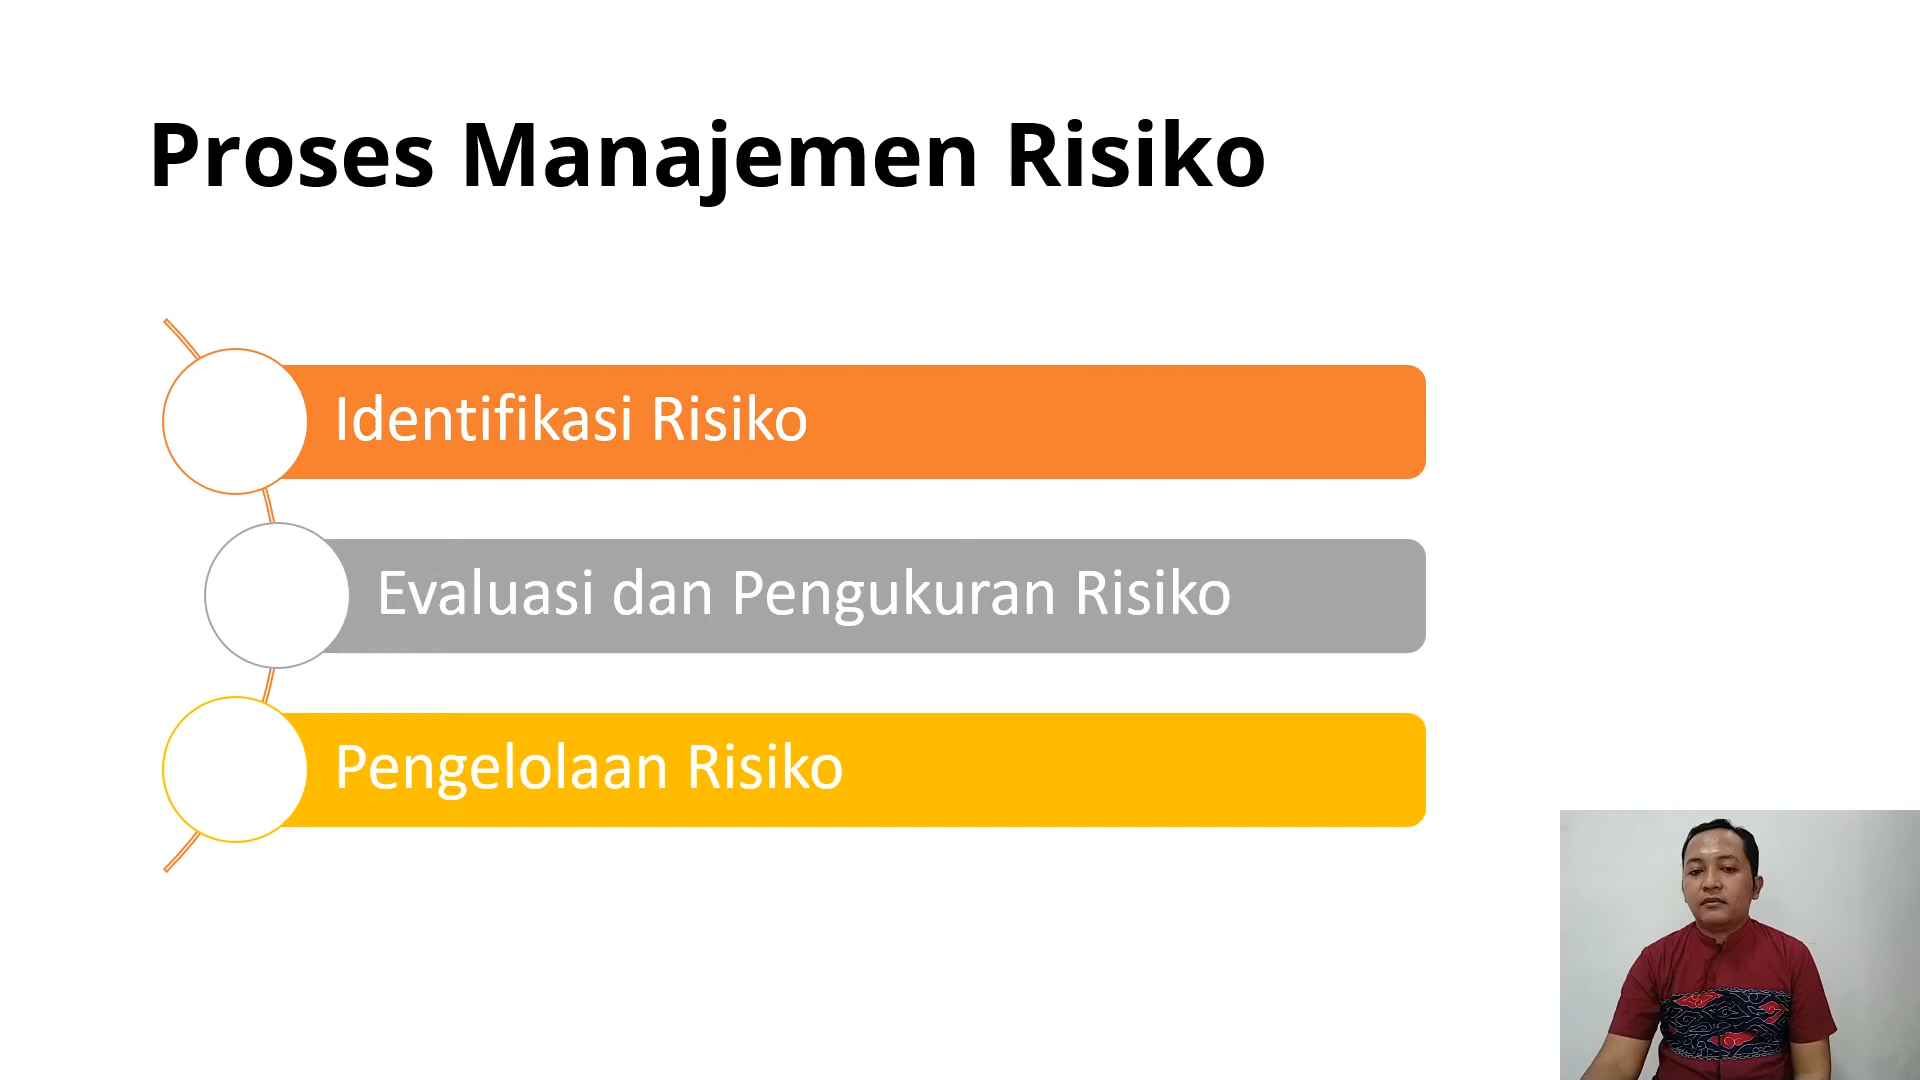 Proses Manajemen Risiko
Identifikasi Risiko
Evaluasi dan Pengukuran Risiko
Pengelolaan Risiko